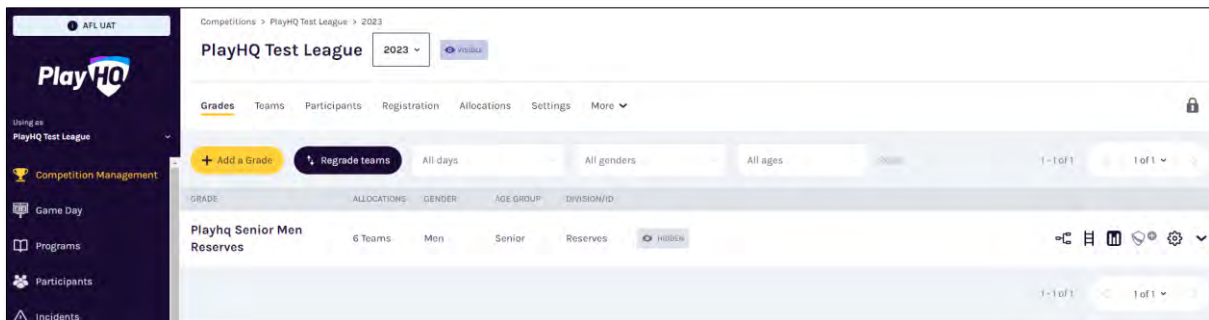 AFL UAT
PlayHQ
Using as
PlayHQ Test League
Competition Management
Game Day
Programs
Participants
Incidents
Competitions > PlayHQ Test League > 2023
PlayHQ Test League 2023 VISIBLE
Grades Teams Participants Registration Allocations Settings More
+ Add a Grade Regrade teams All days All genders All ages 1-1 of 1 1 of 1
GRADE ALLOCATIONS GENDER AGE GROUP DIVISION/ID
Playhq Senior Men
Reserves
6 Teams Men Senior Reserves HIDDEN
1-1 of 1 1 of 1